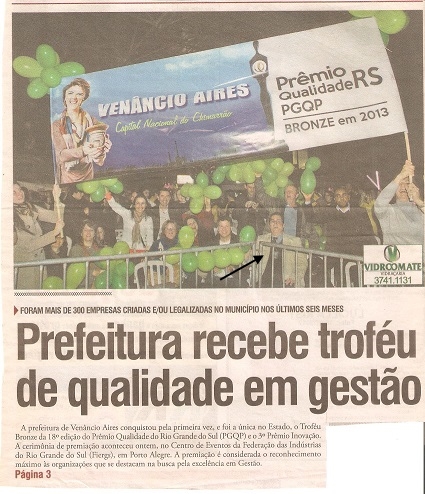 VENÂNCIO AIRES
Capital Nacional do Chimarrão
Prêmio
QualidadeRS
PGQP
BRONZE em 2013
VIDROMATE
VIDRAÇARIA
3741.1131
FORAM MAIS DE 300 EMPRESAS CRIADAS E/OU LEGALIZADAS NO MUNICÍPIO NOS ÚLTIMOS SEIS MESES
Prefeitura recebe troféu
de qualidade em gestão
A prefeitura de Venâncio Aires conquistou pela primeira vez, e foi a única no Estado, o Troféu
Bronze da 18ª edição do Prêmio Qualidade do Rio Grande do Sul (PGQP) e o 3º Prêmio Inovação.
A cerimônia de premiação aconteceu ontem, no Centro de Eventos da Federação das Indústrias
do Rio Grande do Sul (Fiergs), em Porto Alegre. A premiação é considerada o reconhecimento
máximo às organizações que se destacam na busca pela excelência em Gestão.
Página 3